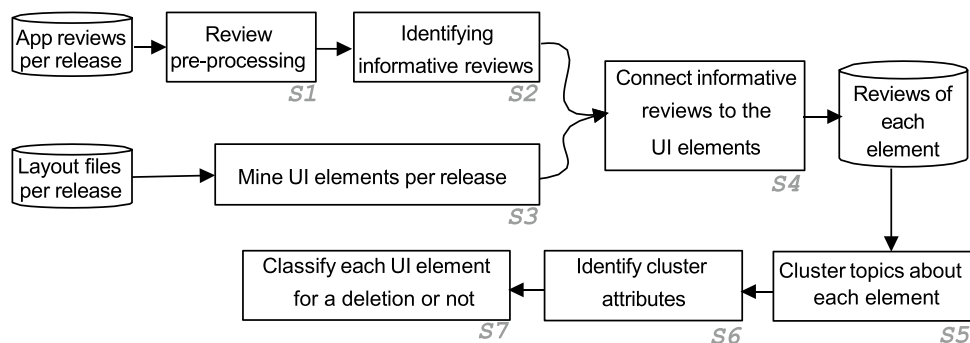 App reviews
per release
Review
pre-processing
S1
Identifying
informative reviews
S2
Layout files
per release
Mine UI elements per release
S3
Connect informative
reviews to the
UI elements
S4
Reviews of
each
element
Cluster topics about
each element
S5
Identify cluster
attributes
S6
Classify each UI element
for a deletion or not
S7